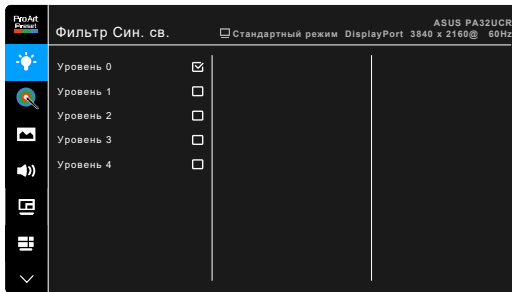 ProArt
Preset
Фильтр Син. св.
ASUS PA32UCR
Стандартный режим DisplayPort 3840 x 2160@ 60Hz
Уровень 0
Уровень 1
Уровень 2
Уровень 3
Уровень 4